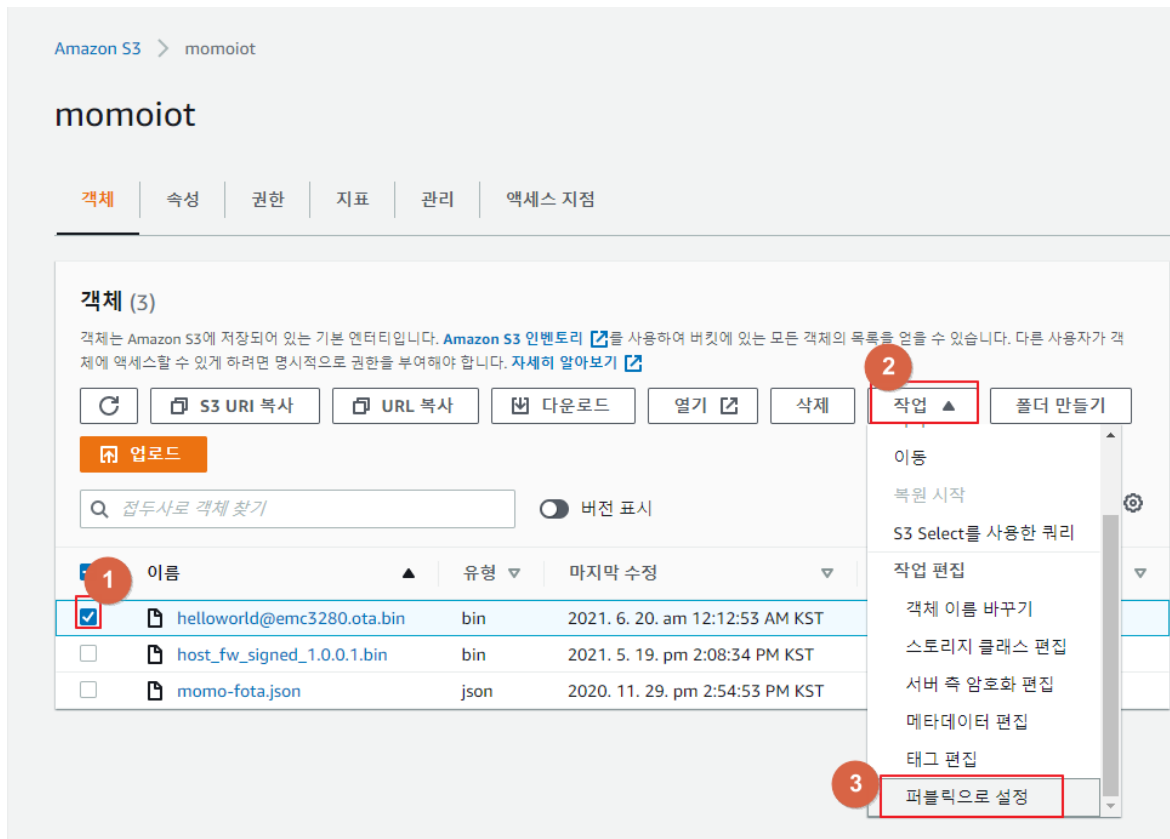 Amazon S3 > momoiot
momoiot
객체 속성 권한 지표 관리 액세스 지점
객체 (3)
객체는 Amazon S3에 저장되어 있는 기본 엔터티입니다. Amazon S3 인벤토리 를 사용하여 버킷에 있는 모든 객체의 목록을 얻을 수 있습니다. 다른 사용자가 객
체에 액세스할 수 있게 하려면 명시적으로 권한을 부여해야 합니다. 자세히 알아보기
2
S3 URI 복사 URL 복사 다운로드 열기 삭제 작업 폴더 만들기
업로드
이동
복원 시작
접두사로 객체 찾기 버전 표시
S3 Select를 사용한 쿼리
1 이름 유형 마지막 수정
작업 편집
객체 이름 바꾸기
helloworld@emc3280.ota.bin bin 2021. 6. 20. am 12:12:53 AM KST
스토리지 클래스 편집
host_fw_signed_1.0.0.1.bin bin 2021. 5. 19. pm 2:08:34 PM KST
서버 측 암호화 편집
momo-fota.json json 2020. 11. 29. pm 2:54:53 PM KST
메타데이터 편집
태그 편집
3 퍼블릭으로 설정